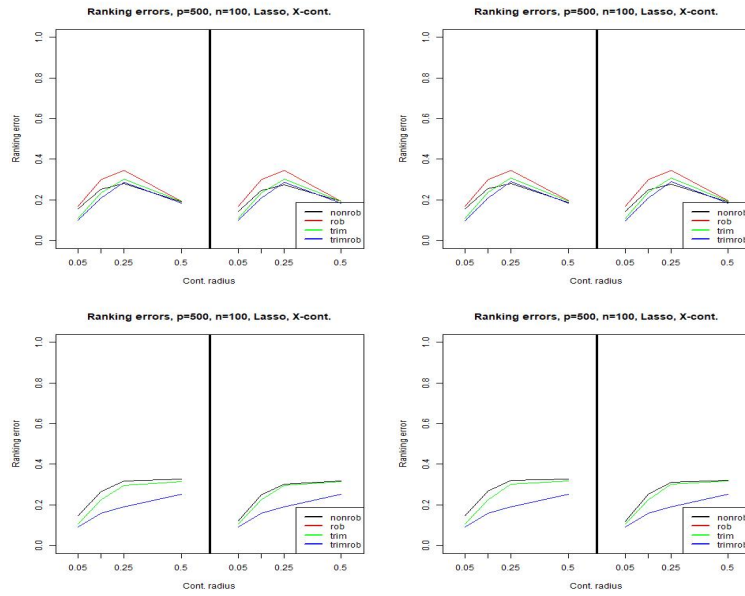 Ranking errors, p=500, n=100, Lasso, X-cont.
Ranking error
1.0
0.8
0.6
0.4
0.2
0.0
nonrob
rob
trim
trimrob
0.05 0.25 0.5 0.05 0.25 0.5
Cont. radius
Ranking errors, p=500, n=100, Lasso, X-cont.
Ranking error
1.0
0.8
0.6
0.4
0.2
0.0
nonrob
rob
trim
trimrob
0.05 0.25 0.5 0.05 0.25 0.5
Cont. radius
Ranking errors, p=500, n=100, Lasso, X-cont.
Ranking error
1.0
0.8
0.6
0.4
0.2
0.0
nonrob
rob
trim
trimrob
0.05 0.25 0.5 0.05 0.25 0.5
Cont. radius
Ranking errors, p=500, n=100, Lasso, X-cont.
Ranking error
1.0
0.8
0.6
0.4
0.2
0.0
nonrob
rob
trim
trimrob
0.05 0.25 0.5 0.05 0.25 0.5
Cont. radius